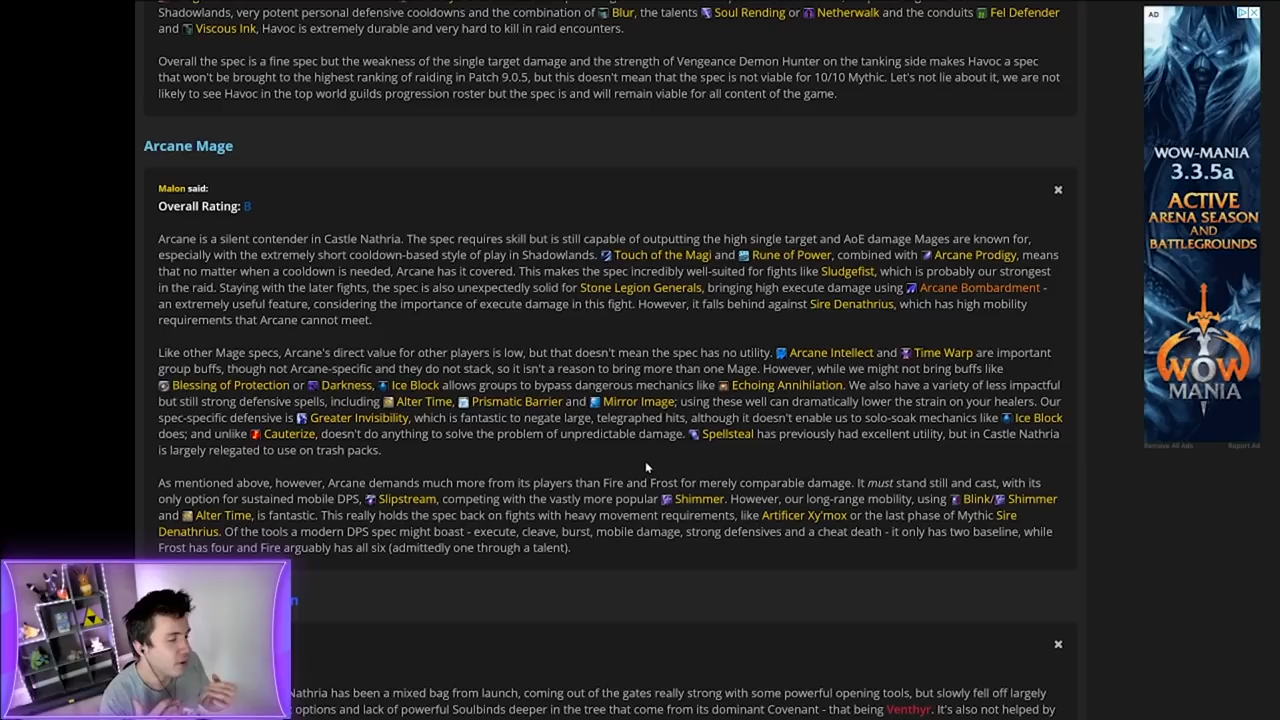 Shadowlands, very potent personal defensive cooldowns and the combination of Blur, the talents Soul Rending or Netherwalk and the conduits Fel Defender
and Viscous Ink, Havoc is extremely durable and very hard to kill in raid encounters.
Overall the spec is a fine spec but the weakness of the single target damage and the strength of Vengeance Demon Hunter on the tanking side makes Havoc a spec
that won't be brought to the highest ranking of raiding in Patch 9.0.5, but this doesn't mean that the spec is not viable for 10/10 Mythic. Let's not lie about it, we are not
likely to see Havoc in the top world guilds progression roster but the spec is and will remain viable for all content of the game.
Arcane Mage
Malon said:
Overall Rating: B
Arcane is a silent contender in Castle Nathria. The spec requires skill but is still capable of outputting the high single target and AoE damage Mages are known for,
especially with the extremely short cooldown-based style of play in Shadowlands. Touch of the Magi and Rune of Power, combined with Arcane Prodigy, means
that no matter when a cooldown is needed, Arcane has it covered. This makes the spec incredibly well-suited for fights like Sludgefist, which is probably our strongest
in the raid. Staying with the later fights, the spec is also unexpectedly solid for Stone Legion Generals, bringing high execute damage using Arcane Bombardment -
an extremely useful feature, considering the importance of execute damage in this fight. However, it falls behind against Sire Denathrius, which has high mobility
requirements that Arcane cannot meet.
Like other Mage specs, Arcane's direct value for other players is low, but that doesn't mean the spec has no utility. Arcane Intellect and Time Warp are important
group buffs, though not Arcane-specific and they do not stack, so it isn't a reason to bring more than one Mage. However, while we might not bring buffs like
Blessing of Protection or Darkness, Ice Block allows groups to bypass dangerous mechanics like Echoing Annihilation. We also have a variety of less impactful
but still strong defensive spells, including Alter Time, Prismatic Barrier and Mirror Image; using these well can dramatically lower the strain on your healers. Our
spec-specific defensive is Greater Invisibility, which is fantastic to negate large, telegraphed hits, although it doesn't enable us to solo-soak mechanics like Ice Block
does; and unlike Cauterize, doesn't do anything to solve the problem of unpredictable damage. Spellsteal has previously had excellent utility, but in Castle Nathria
is largely relegated to use on trash packs.
As mentioned above, however, Arcane demands much more from its players than Fire and Frost for merely comparable damage. It must stand still and cast, with its
only option for sustained mobile DPS, Slipstream, competing with the vastly more popular Shimmer. However, our long-range mobility, using Blink/ Shimmer
and Alter Time, is fantastic. This really holds the spec back on fights with heavy movement requirements, like Artificer Xy'mox or the last phase of Mythic Sire
Denathrius. Of the tools a modern DPS spec might boast - execute, cleave, burst, mobile damage, strong defensives and a cheat death - it only has two baseline, while
Frost has four and Fire arguably has all six (admittedly one through a talent).
n
Nathria has been a mixed bag from launch, coming out of the gates really strong with some powerful opening tools, but slowly fell off largely
options and lack of powerful Soulbinds deeper in the tree that come from its dominant Covenant - that being Venthyr. It's also not helped by
AD
WOW-MANIA
3.3.5a
ACTIVE
ARENA SEASON
AND
BATTLEGROUNDS
WOW
MANIA
Remove All Ads
Report Ad